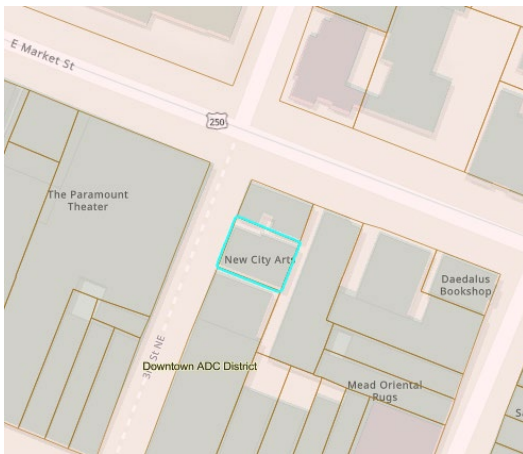 E Market St
250
The Paramount
Theater
New City Arts
Daedalus
Bookshop
3rd St NE
Downtown ADC District
Mead Oriental
Rugs
Sa